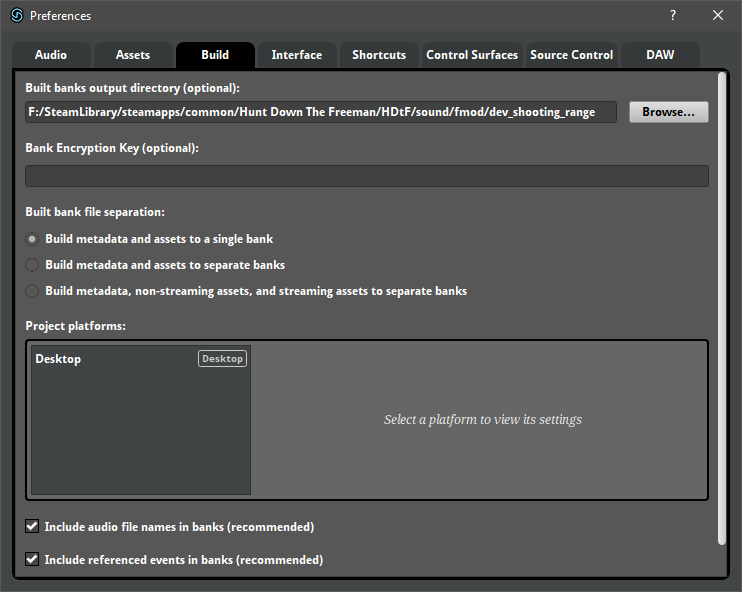 Preferences
?
Audio
Assets
Build
Interface
Shortcuts
Control Surfaces
Source Control
DAW
Built banks output directory (optional):
F:/SteamLibrary/steamapps/common/Hunt Down The Freeman/HDtF/sound/fmod/dev_shooting_range
Browse...
Bank Encryption Key (optional):
Built bank file separation:
Build metadata and assets to a single bank
Build metadata and assets to separate banks
Build metadata, non-streaming assets, and streaming assets to separate banks
Project platforms:
Desktop
Desktop
Select a platform to view its settings
Include audio file names in banks (recommended)
Include referenced events in banks (recommended)